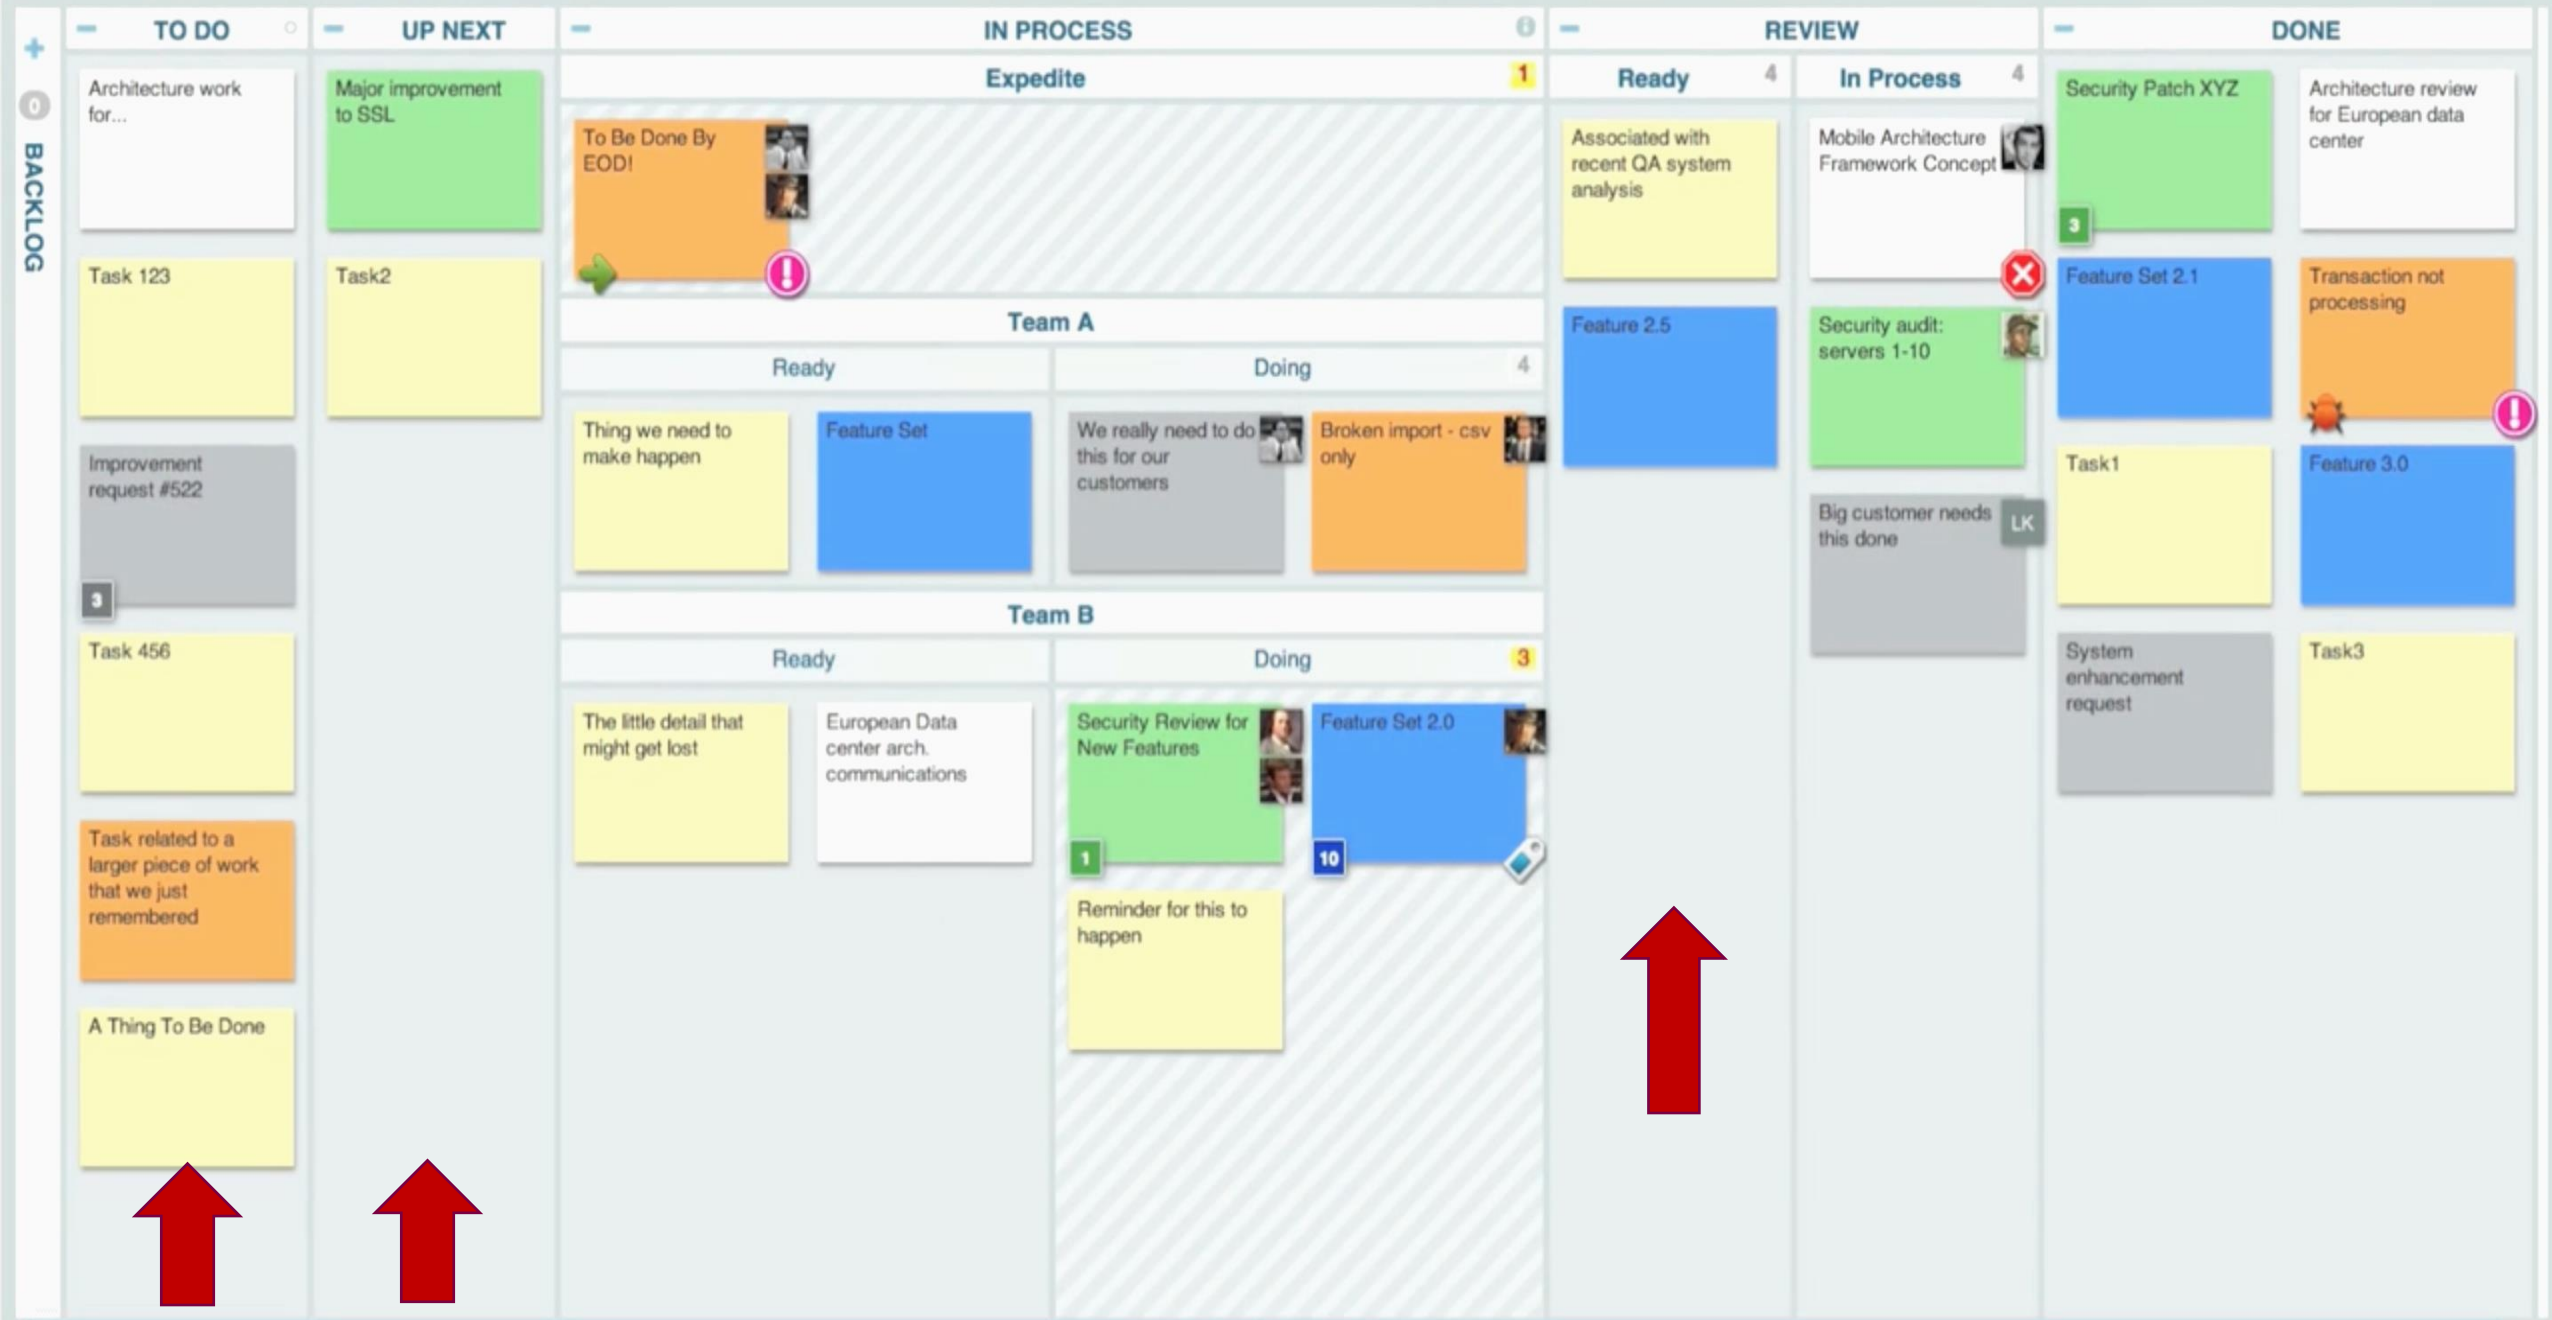 0
BACKLOG
TO DO
Architecture work
for...
Task 123
Improvement
request #522
3
Task 456
Task related to a
larger piece of work
that we just
remembered
A Thing To Be Done
UP NEXT
Major improvement
to SSL
Task2
IN PROCESS
Expedite
1
To Be Done By
EOD!
Team A
Ready
Thing we need to
make happen
Feature Set
Doing
4
We really need to do
this for our
customers
Broken import - csv
only
Team B
Ready
The little detail that
might get lost
European Data
center arch.
communications
Doing
3
Security Review for
New Features
1
Feature Set 2.0
10
Reminder for this to
happen
REVIEW
Ready
4
Associated with
recent QA system
analysis
Feature 2.5
In Process
4
Mobile Architecture
Framework Concept
Security audit:
servers 1-10
Big customer needs
this done
LK
DONE
Security Patch XYZ
3
Architecture review
for European data
center
Feature Set 2.1
Transaction not
processing
Task1
Feature 3.0
System
enhancement
request
Task3